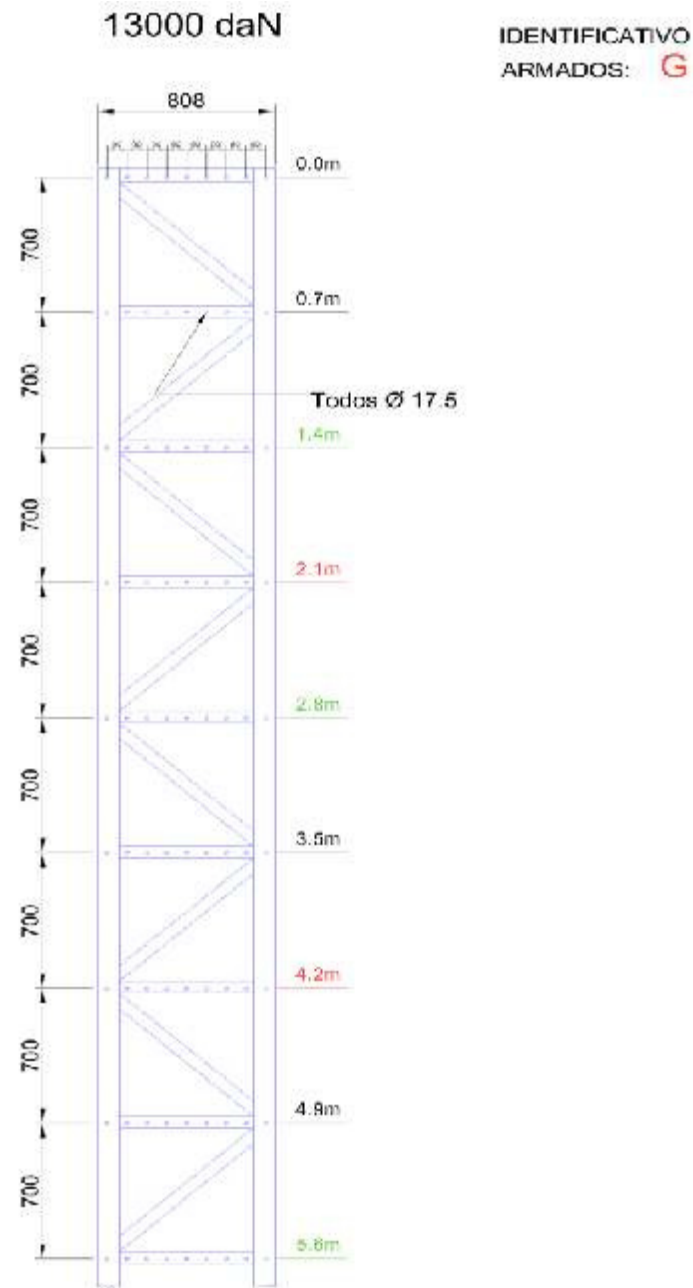 13000 daN
IDENTIFICATIVO
ARMADOS: G
808
0.0m
700
0.7m
700
Todos Ø 17.5
1.4m
700
2.1m
700
2.8m
700
3.5m
700
4.2m
700
4.9m
700
5.6m